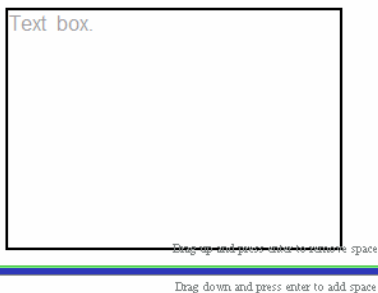 Text box.
Drag up and press enter to remove space
Drag down and press enter to add space